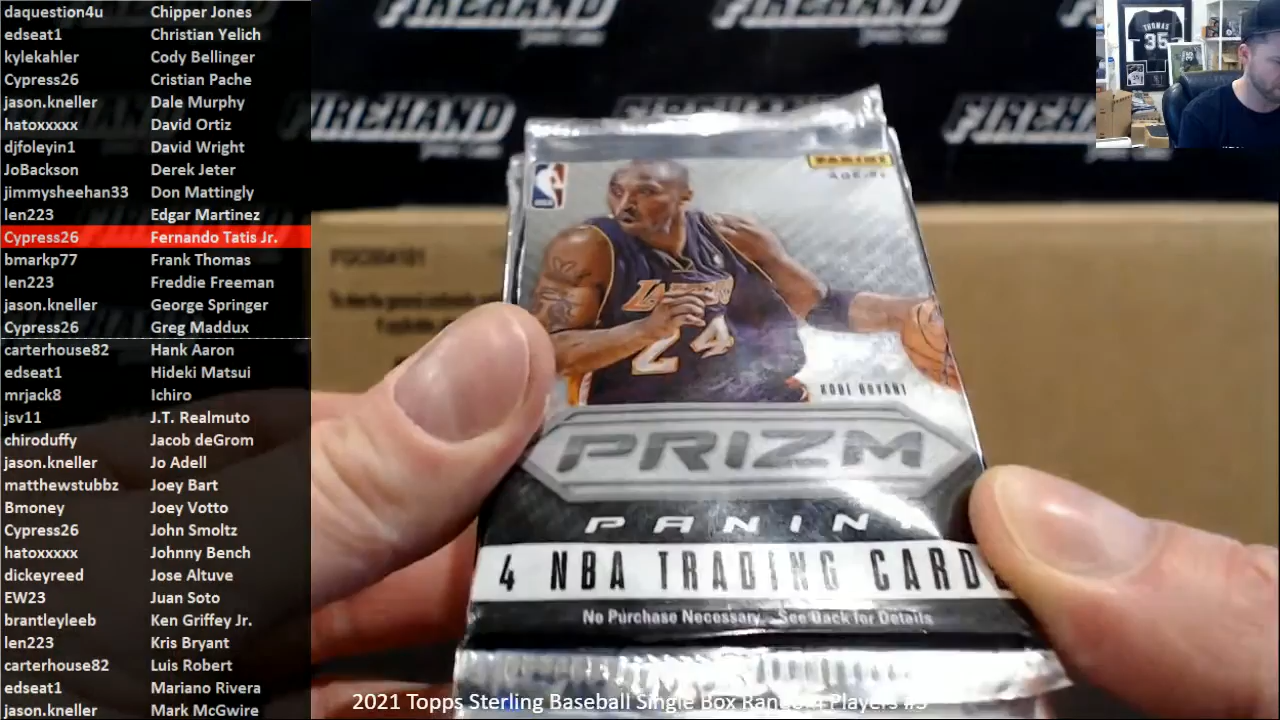 daquestion4u Chipper Jones
edseat1 Christian Yelich
kylekahler Cody Bellinger
Cypress26 Cristian Pache
jason.kneller Dale Murphy
hatoxxxxx David Ortiz
djfoleyin1 David Wright
JoBackson Derek Jeter
jimmysheehan33 Don Mattingly
len223 Edgar Martinez
Cypress26 Fernando Tatis Jr.
bmarkp77 Frank Thomas
len223 Freddie Freeman
jason.kneller George Springer
Cypress26 Greg Maddux
carterhouse82 Hank Aaron
edseat1 Hideki Matsui
mrjack8 Ichiro
jsv11 J.T. Realmuto
chiroduffy Jacob deGrom
jason.kneller Jo Adell
matthewstubbz Joey Bart
Bmoney Joey Votto
Cypress26 John Smoltz
hatoxxxxx Johnny Bench
dickeyreed Jose Altuve
EW23 Juan Soto
brantleyleeb Ken Griffey Jr.
len223 Kris Bryant
carterhouse82 Luis Robert
edseat1 Mariano Rivera
jason.kneller Mark McGwire
FIREHAND
FIREHAND
FIREHAND
FIREHAND
THOMAS
35
PANINI
24
KOBE BRYANT
PRIZM
PANINI
4 NBA TRADING CARD
No Purchase Necessary See Back for Details
2021 Topps Sterling Baseball Single Box Random Players